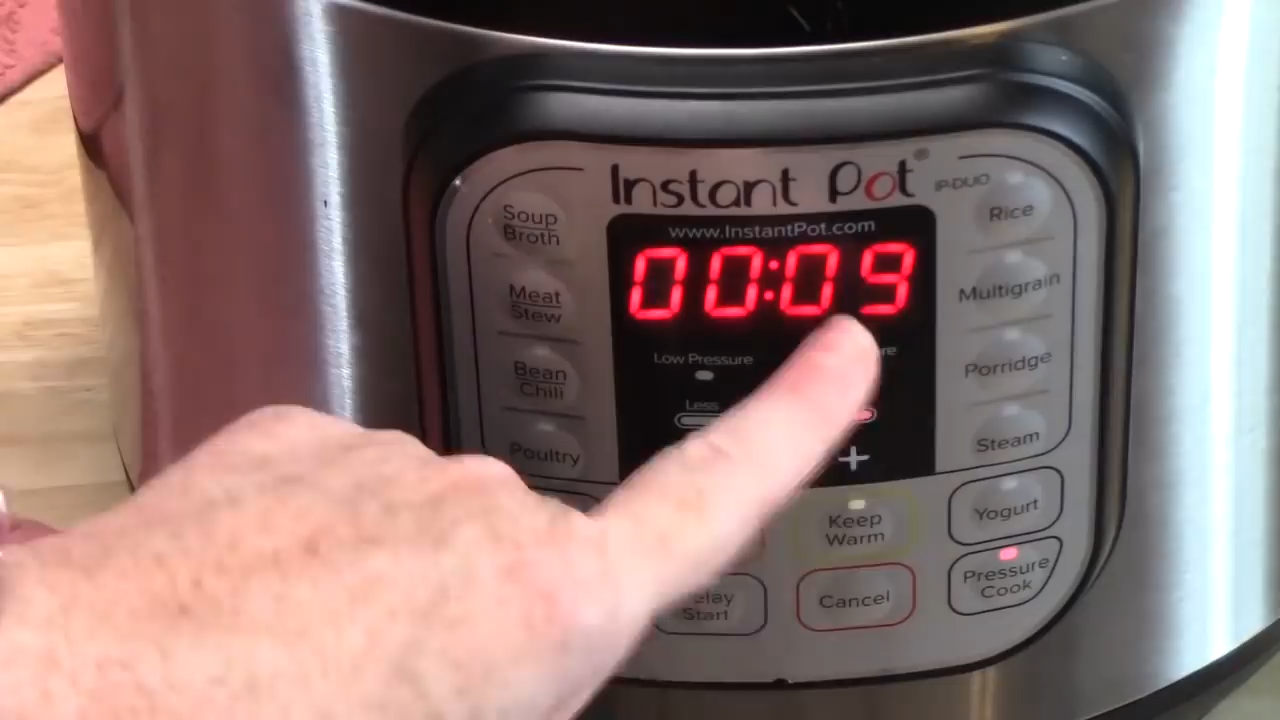 Instant Pot®
IP-DUO
www.InstantPot.com
00:09
Low Pressure
Less
+
Soup
Broth
Meat
Stew
Bean
Chili
Poultry
Rice
Multigrain
Porridge
Steam
Keep
Warm
Yogurt
Start
Cancel
Pressure
Cook